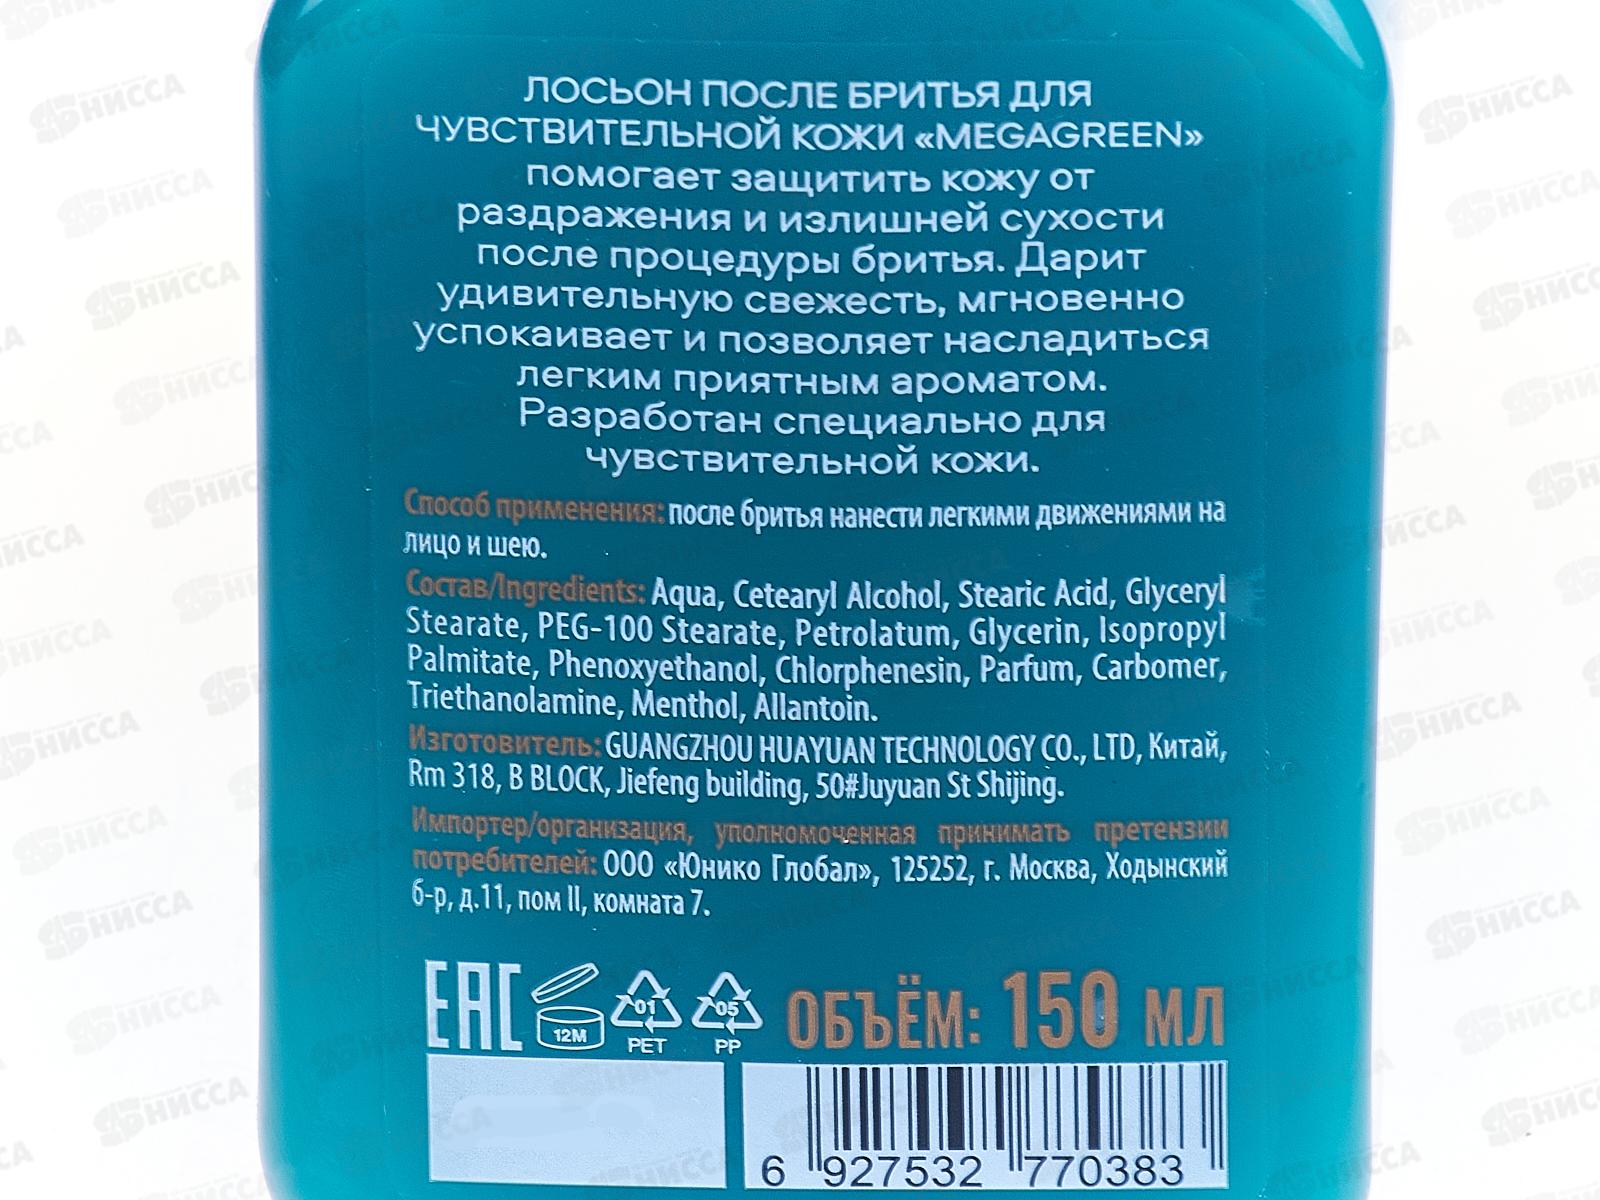 ЛОСЬОН ПОСЛЕ БРИТЬЯ ДЛЯ
ЧУВСТВИТЕЛЬНОЙ КОЖИ «MEGAGREEN»
помогает защитить кожу от
раздражения и излишней сухости
после процедуры бритья. Дарит
удивительную свежесть, мгновенно
успокаивает и позволяет насладиться
легким приятным ароматом.
Разработан специально для
чувствительной кожи.
Способ применения: после бритья нанести легкими движениями на
лицо и шею.
Состав/Ingredients: Aqua, Cetearyl Alcohol, Stearic Acid, Glyceryl
Stearate, PEG-100 Stearate, Petrolatum, Glycerin, Isopropyl
Palmitate, Phenoxyethanol, Chlorphenesin, Parfum, Carbomer,
Triethanolamine, Menthol, Allantoin.
Изготовитель: GUANGZHOU HUAYUAN TECHNOLOGY CO., LTD, Китай,
Rm 318, B BLOCK, Jiefeng building, 50#Juyuan St Shijing.
Импортер/организация, уполномоченная принимать претензии
потребителей: ООО «Юнико Глобал», 125252, г. Москва, Ходынский
б-р, д.11, пом II, комната 7.
EAC 12M 01 PET 05 PP ОБЪЁМ: 150 МЛ
6 927532 770383
НИССА